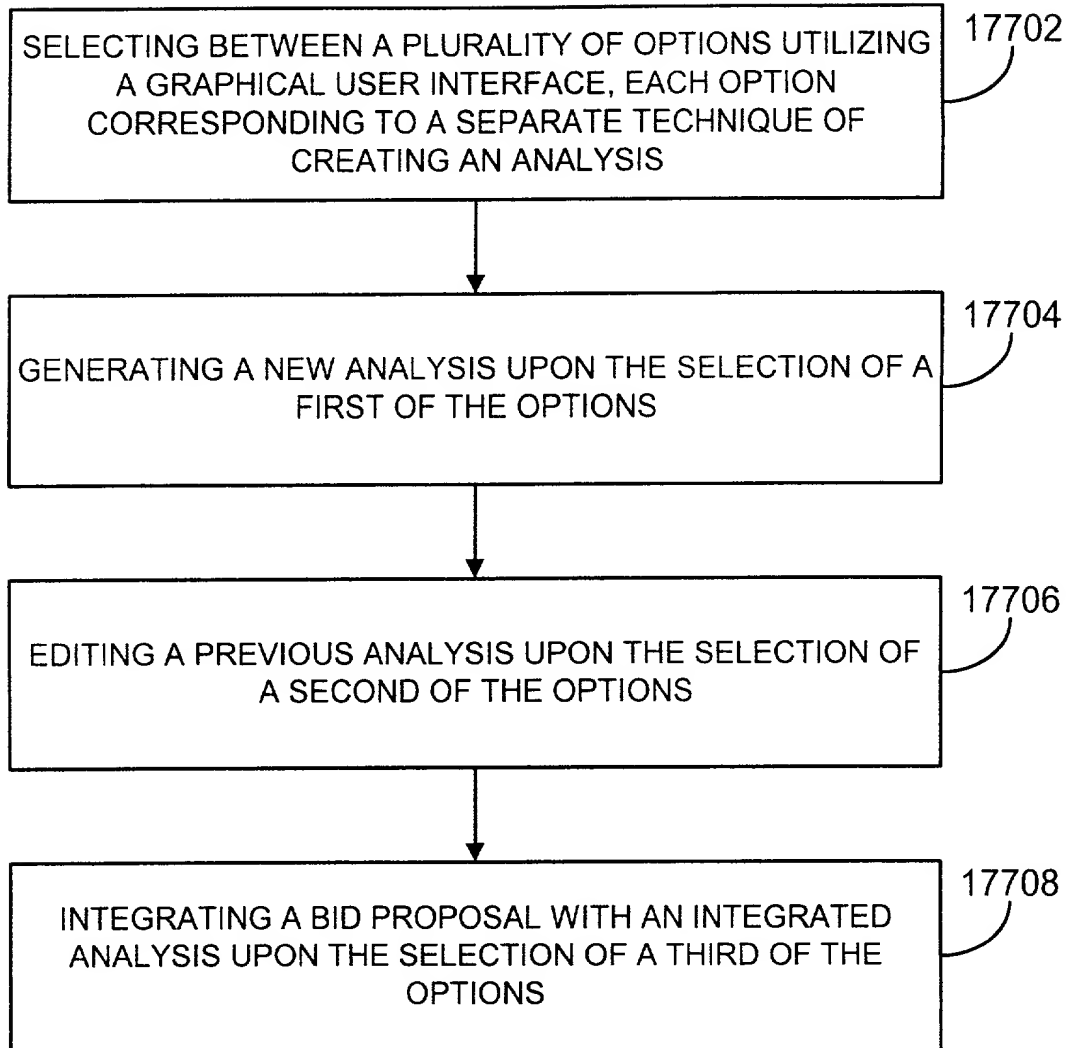 SELECTING BETWEEN A PLURALITY OF OPTIONS UTILIZING
A GRAPHICAL USER INTERFACE, EACH OPTION
CORRESPONDING TO A SEPARATE TECHNIQUE OF
CREATING AN ANALYSIS
17702
GENERATING A NEW ANALYSIS UPON THE SELECTION OF A
FIRST OF THE OPTIONS
17704
EDITING A PREVIOUS ANALYSIS UPON THE SELECTION OF
A SECOND OF THE OPTIONS
17706
INTEGRATING A BID PROPOSAL WITH AN INTEGRATED
ANALYSIS UPON THE SELECTION OF A THIRD OF THE
OPTIONS
17708